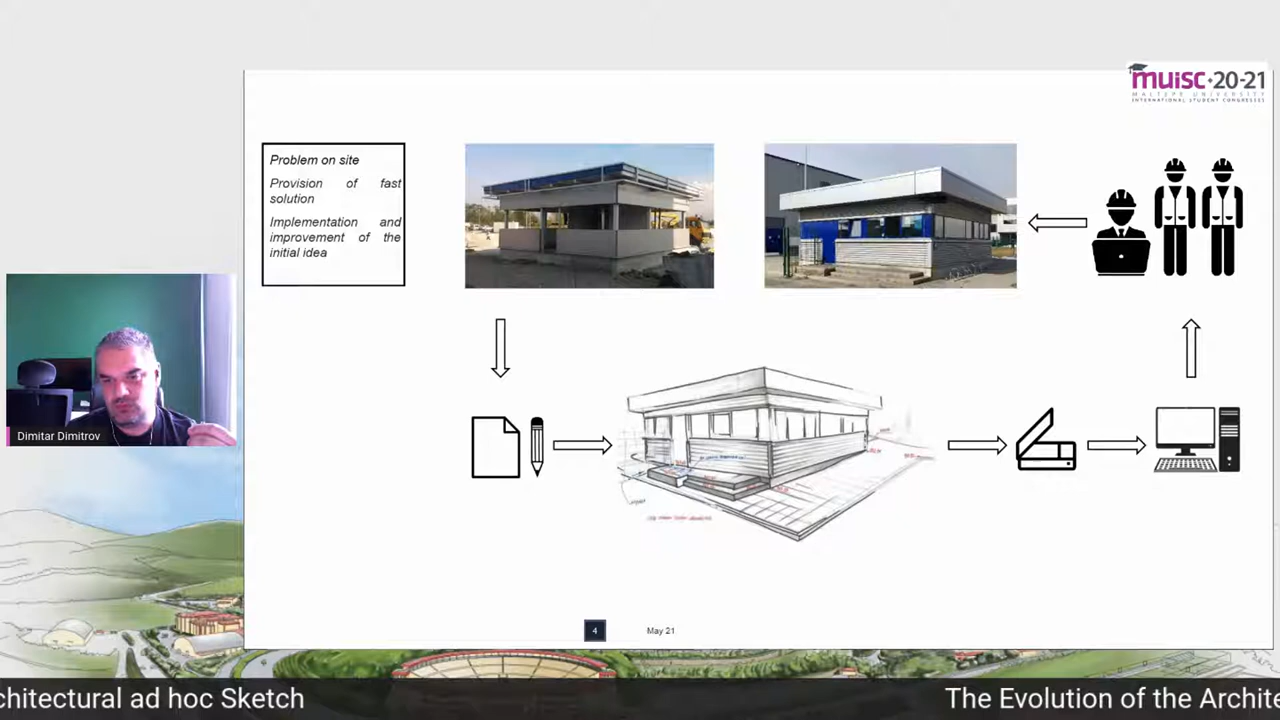 muisc·20-21
MALTEPE UNIVERSITY
INTERNATIONAL STUDENT CONGRESSES
Problem on site
Provision of fast
solution
Implementation and
improvement of the
initial idea
Dimitar Dimitrov
4
May 21
chitectural ad hoc Sketch
The Evolution of the Archite